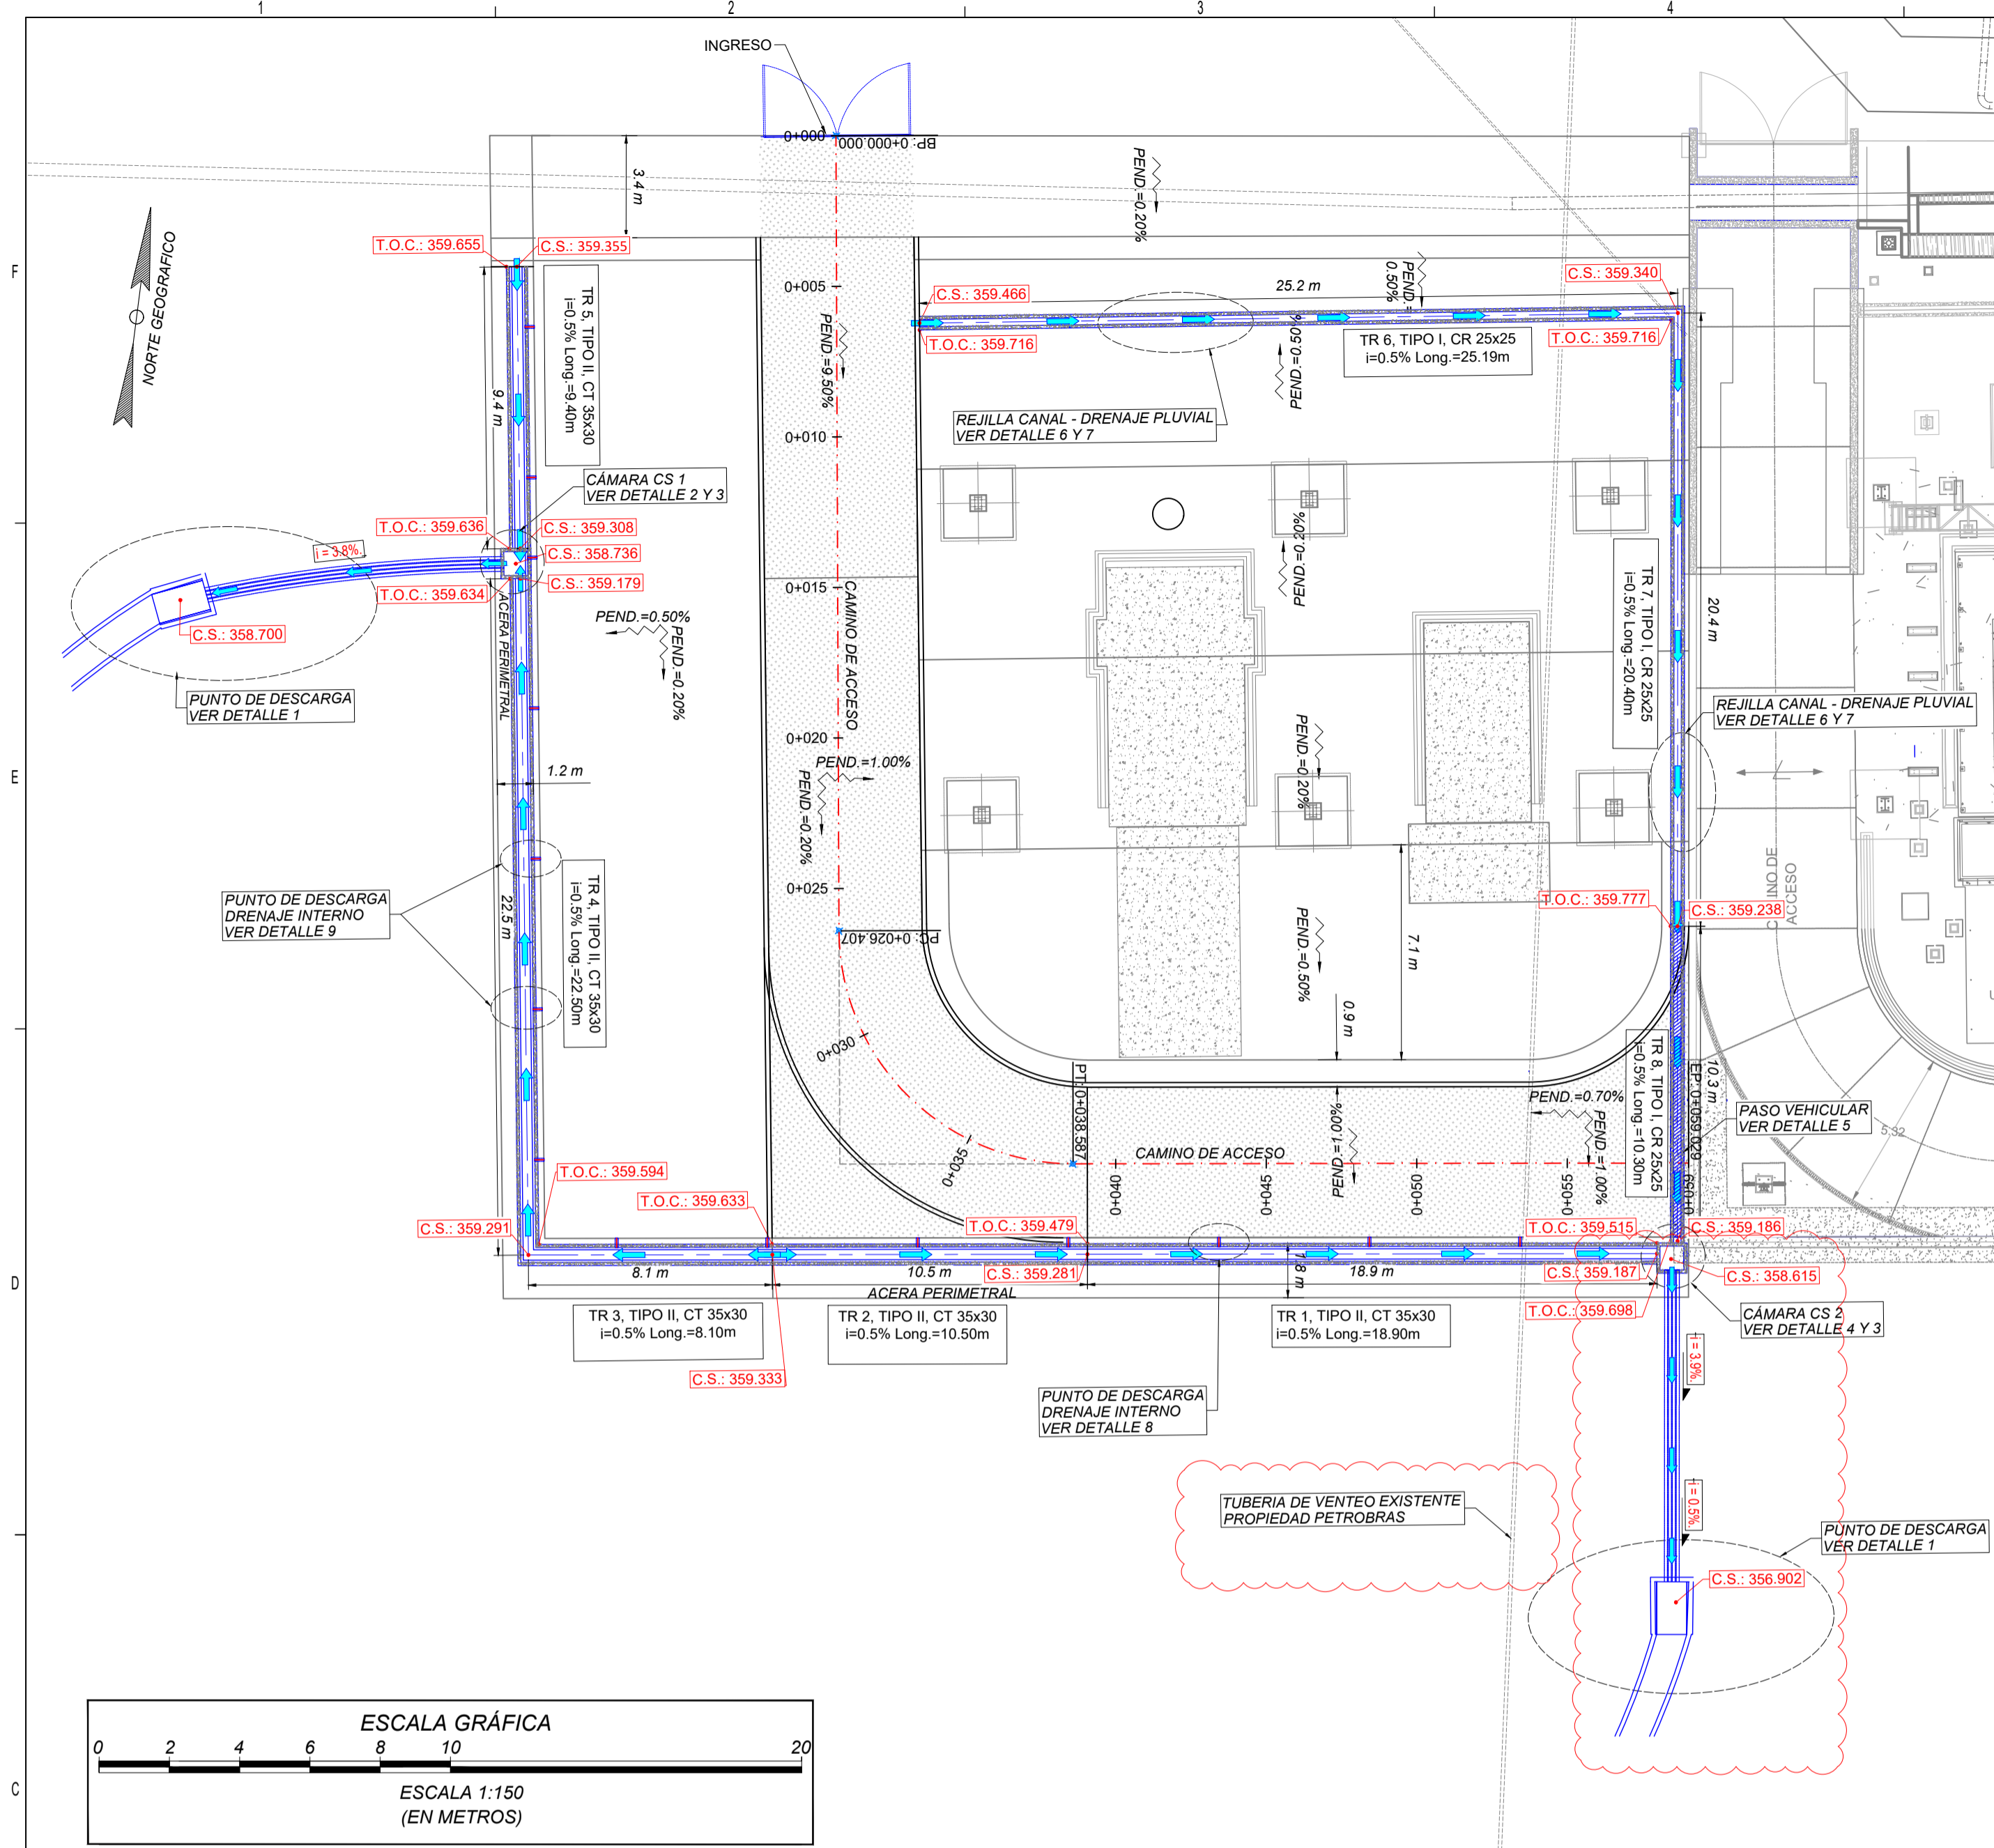 1
2
3
4
F
E
D
C
INGRESO
0+000
BP: 0+000.000
3.4 m
PEND.=0.20%
NORTE GEOGRAFICO
T.O.C.: 359.655
C.S.: 359.355
TR 5, TIPO II, CT 35x30
i=0.5% Long.=9.40m
9.4 m
0+005
PEND.=9.50%
C.S.: 359.466
T.O.C.: 359.716
25.2 m
PEND.=
0.50%
C.S.: 359.340
T.O.C.: 359.716
TR 6, TIPO I, CR 25x25
i=0.5% Long.=25.19m
PEND.=0.50%
REJILLA CANAL - DRENAJE PLUVIAL
VER DETALLE 6 Y 7
0+010
CÁMARA CS 1
VER DETALLE 2 Y 3
T.O.C.: 359.636
C.S.: 359.308
C.S.: 358.736
C.S.: 359.179
T.O.C.: 359.634
i = 3.8%.
C.S.: 358.700
PUNTO DE DESCARGA
VER DETALLE 1
ACERA PERIMETRAL
PEND.=0.50%
PEND.=0.20%
PEND.=0.20%
0+015
CAMINO DE ACCESO
TR 7, TIPO I, CR 25x25
i=0.5% Long.=20.40m
20.4 m
REJILLA CANAL - DRENAJE PLUVIAL
VER DETALLE 6 Y 7
0+020
PEND.=1.00%
PEND.=0.20%
PEND.=0.20%
1.2 m
22.5 m
TR 4, TIPO II, CT 35x30
i=0.5% Long.=22.50m
PUNTO DE DESCARGA
DRENAJE INTERNO
VER DETALLE 9
0+025
PC: 0+026.407
7.1 m
PEND.=0.50%
T.O.C.: 359.777
C.S.: 359.238
ACCESO
0.9 m
0+030
0+035
PT: 0+038.587
TR 8, TIPO I, CR 25x25
i=0.5% Long.=10.30m
10.3 m
EP: 0+059.029
PEND.=0.70%
PEND.=1.00%
PEND.=1.00%
PASO VEHICULAR
VER DETALLE 5
5.32
CAMINO DE ACCESO
0+040
0+045
0+050
0+055
0+059
T.O.C.: 359.594
T.O.C.: 359.633
T.O.C.: 359.479
T.O.C.: 359.515
C.S.: 359.186
C.S.: 359.291
8.1 m
10.5 m
C.S.: 359.281
1.8 m
18.9 m
C.S.: 359.187
C.S.: 358.615
ACERA PERIMETRAL
T.O.C.: 359.698
TR 3, TIPO II, CT 35x30
i=0.5% Long.=8.10m
TR 2, TIPO II, CT 35x30
i=0.5% Long.=10.50m
TR 1, TIPO II, CT 35x30
i=0.5% Long.=18.90m
CÁMARA CS 2
VER DETALLE 4 Y 3
C.S.: 359.333
i = 3.9%.
PUNTO DE DESCARGA
DRENAJE INTERNO
VER DETALLE 8
TUBERIA DE VENTEO EXISTENTE
PROPIEDAD PETROBRAS
i = 0.5%.
PUNTO DE DESCARGA
VER DETALLE 1
C.S.: 356.902
ESCALA GRÁFICA
0 2 4 6 8 10 20
ESCALA 1:150
(EN METROS)